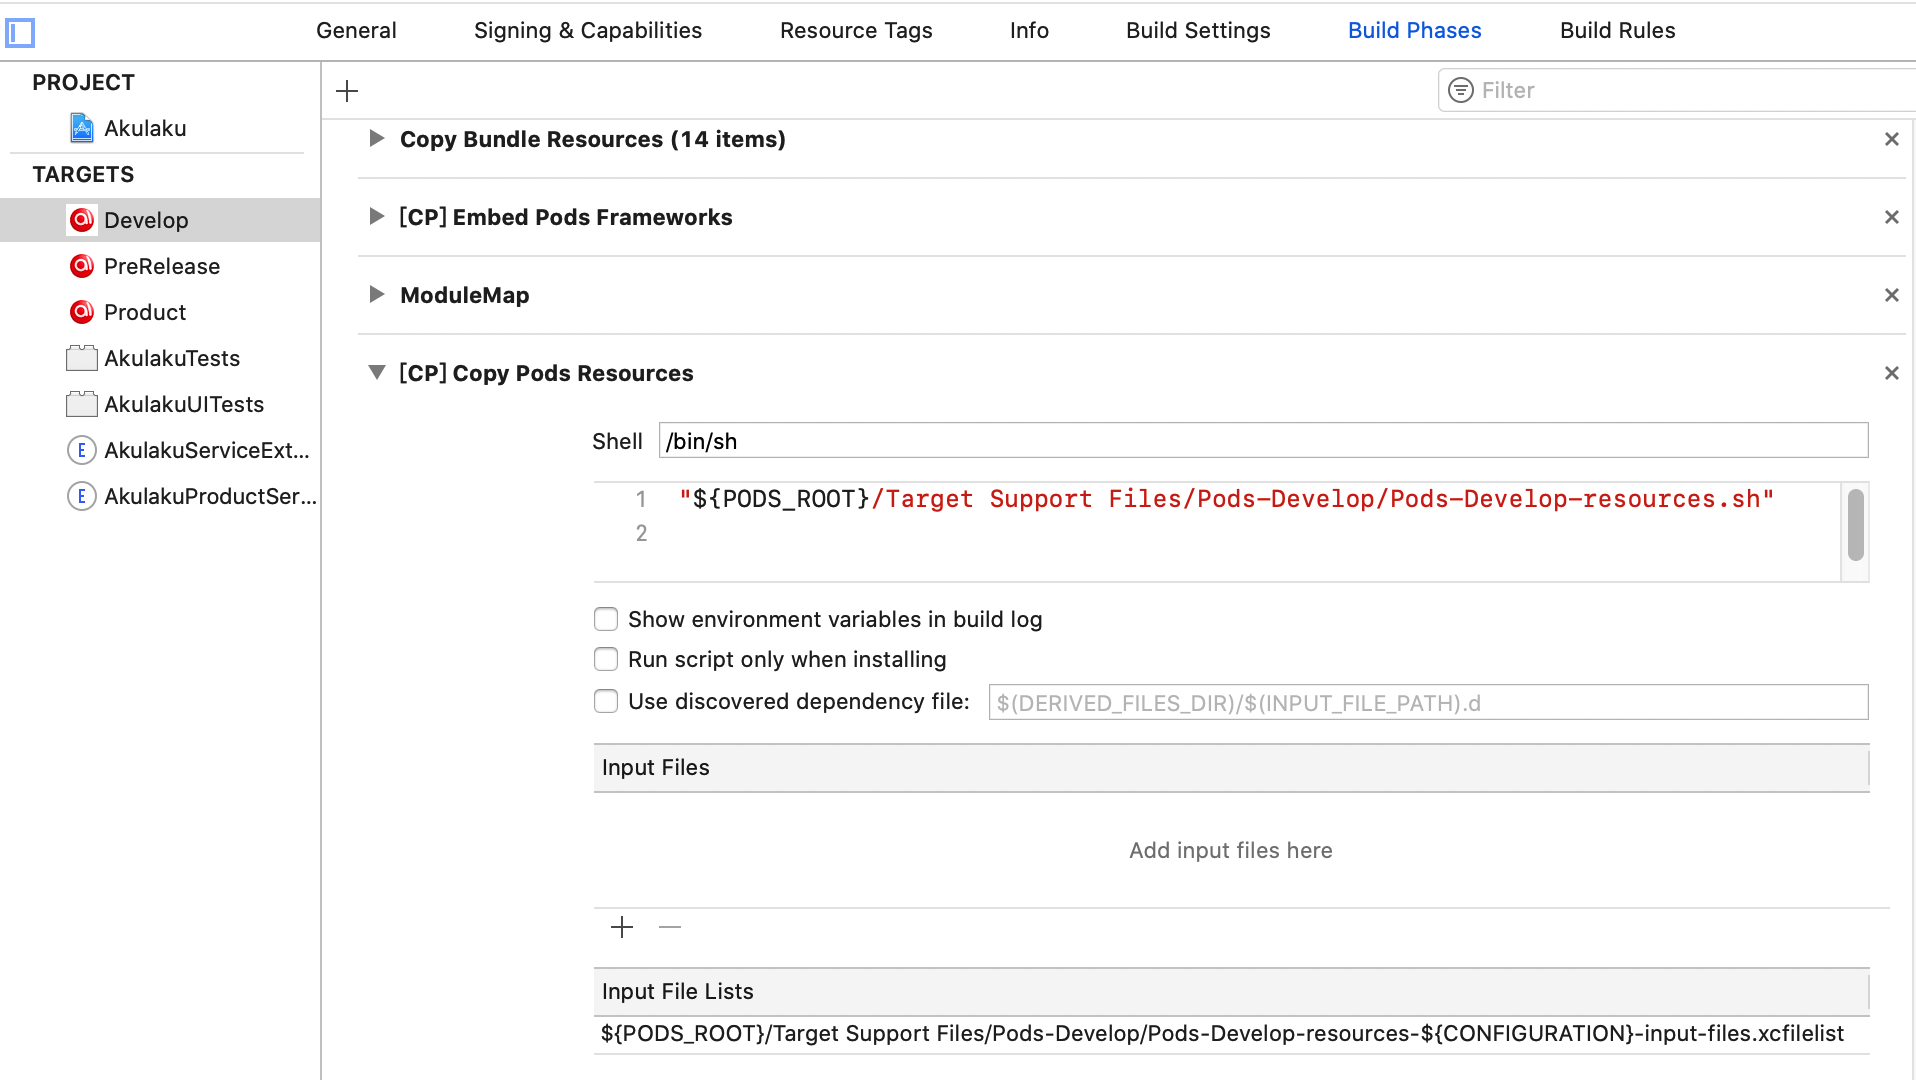 General Signing & Capabilities Resource Tags Info Build Settings Build Phases Build Rules
PROJECT
Akulaku
TARGETS
Develop
PreRelease
Product
AkulakuTests
AkulakuUITests
E AkulakuServiceExt...
E AkulakuProductSer...
Filter
Copy Bundle Resources (14 items)
[CP] Embed Pods Frameworks
ModuleMap
[CP] Copy Pods Resources
Shell /bin/sh
1 "${PODS_ROOT}/Target Support Files/Pods-Develop/Pods-Develop-resources.sh"
2
Show environment variables in build log
Run script only when installing
Use discovered dependency file: $(DERIVED_FILES_DIR)/$(INPUT_FILE_PATH).d
Input Files
Add input files here
Input File Lists
${PODS_ROOT}/Target Support Files/Pods-Develop/Pods-Develop-resources-${CONFIGURATION}-input-files.xcfilelist